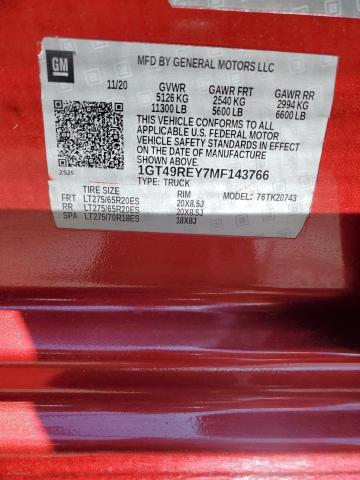 GM
MFD BY GENERAL MOTORS LLC
11/20 GVWR GAWR FRT GAWR RR
5126 KG 2540 KG 2994 KG
11300 LB 5600 LB 6600 LB
THIS VEHICLE CONFORMS TO ALL
APPLICABLE U.S. FEDERAL MOTOR
VEHICLE SAFETY STANDARDS IN EFFECT
ON THE DATE OF MANUFACTURE SHOWN ABOVE.
1GT49REY7MF143766
TYPE: TRUCK
TIRE SIZE RIM MODEL: 76TK20743
FRT LT275/65R20ES 20X8.5J
RR LT275/65R20ES 20X8.5J
SPA LT275/70R18ES 18X8J